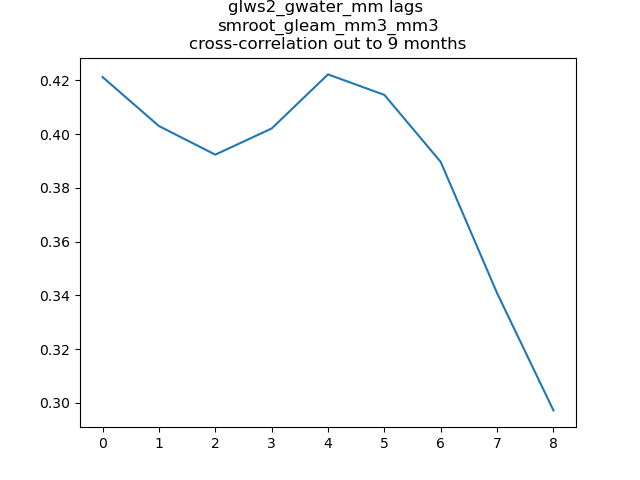 glws2_gwater_mm lags
smroot_gleam_mm3_mm3
cross-correlation out to 9 months
0.42
0.40
0.38
0.36
0.34
0.32
0.30
0 1 2 3 4 5 6 7 8